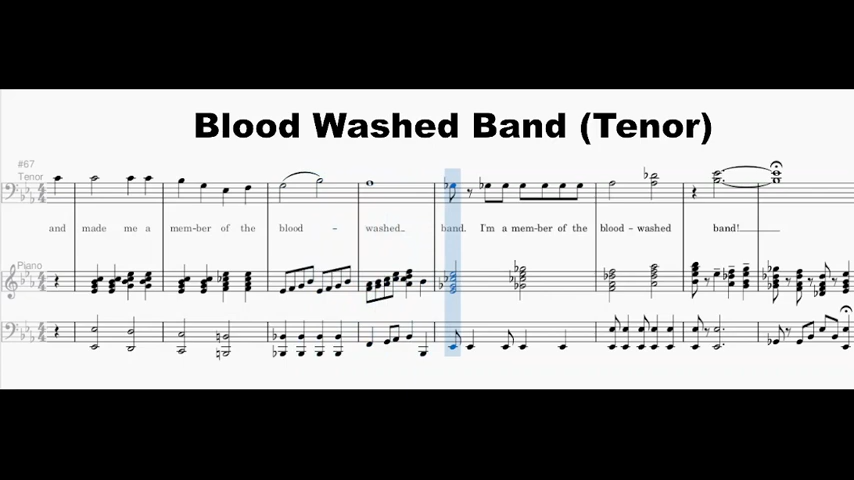 Blood Washed Band (Tenor)
#67
Tenor
and made me a mem-ber of the blood - washed_ band. I'm a mem-ber of the blood - washed band!
Piano